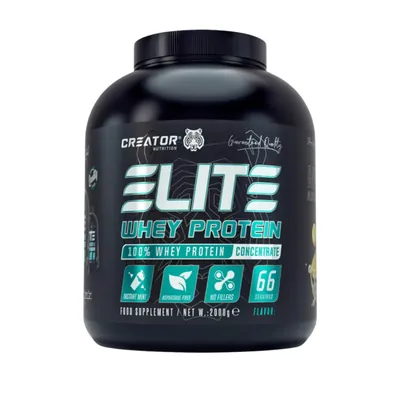 CREATOR®
NUTRITION
Guaranteed Quality
ELITE
WHEY PROTEIN
100% WHEY PROTEIN CONCENTRATE
INSTANT MIX
NO FILLERS
66
SERVINGS
FOOD SUPPLEMENT / NET W.: 2000g e
FLAVOR: